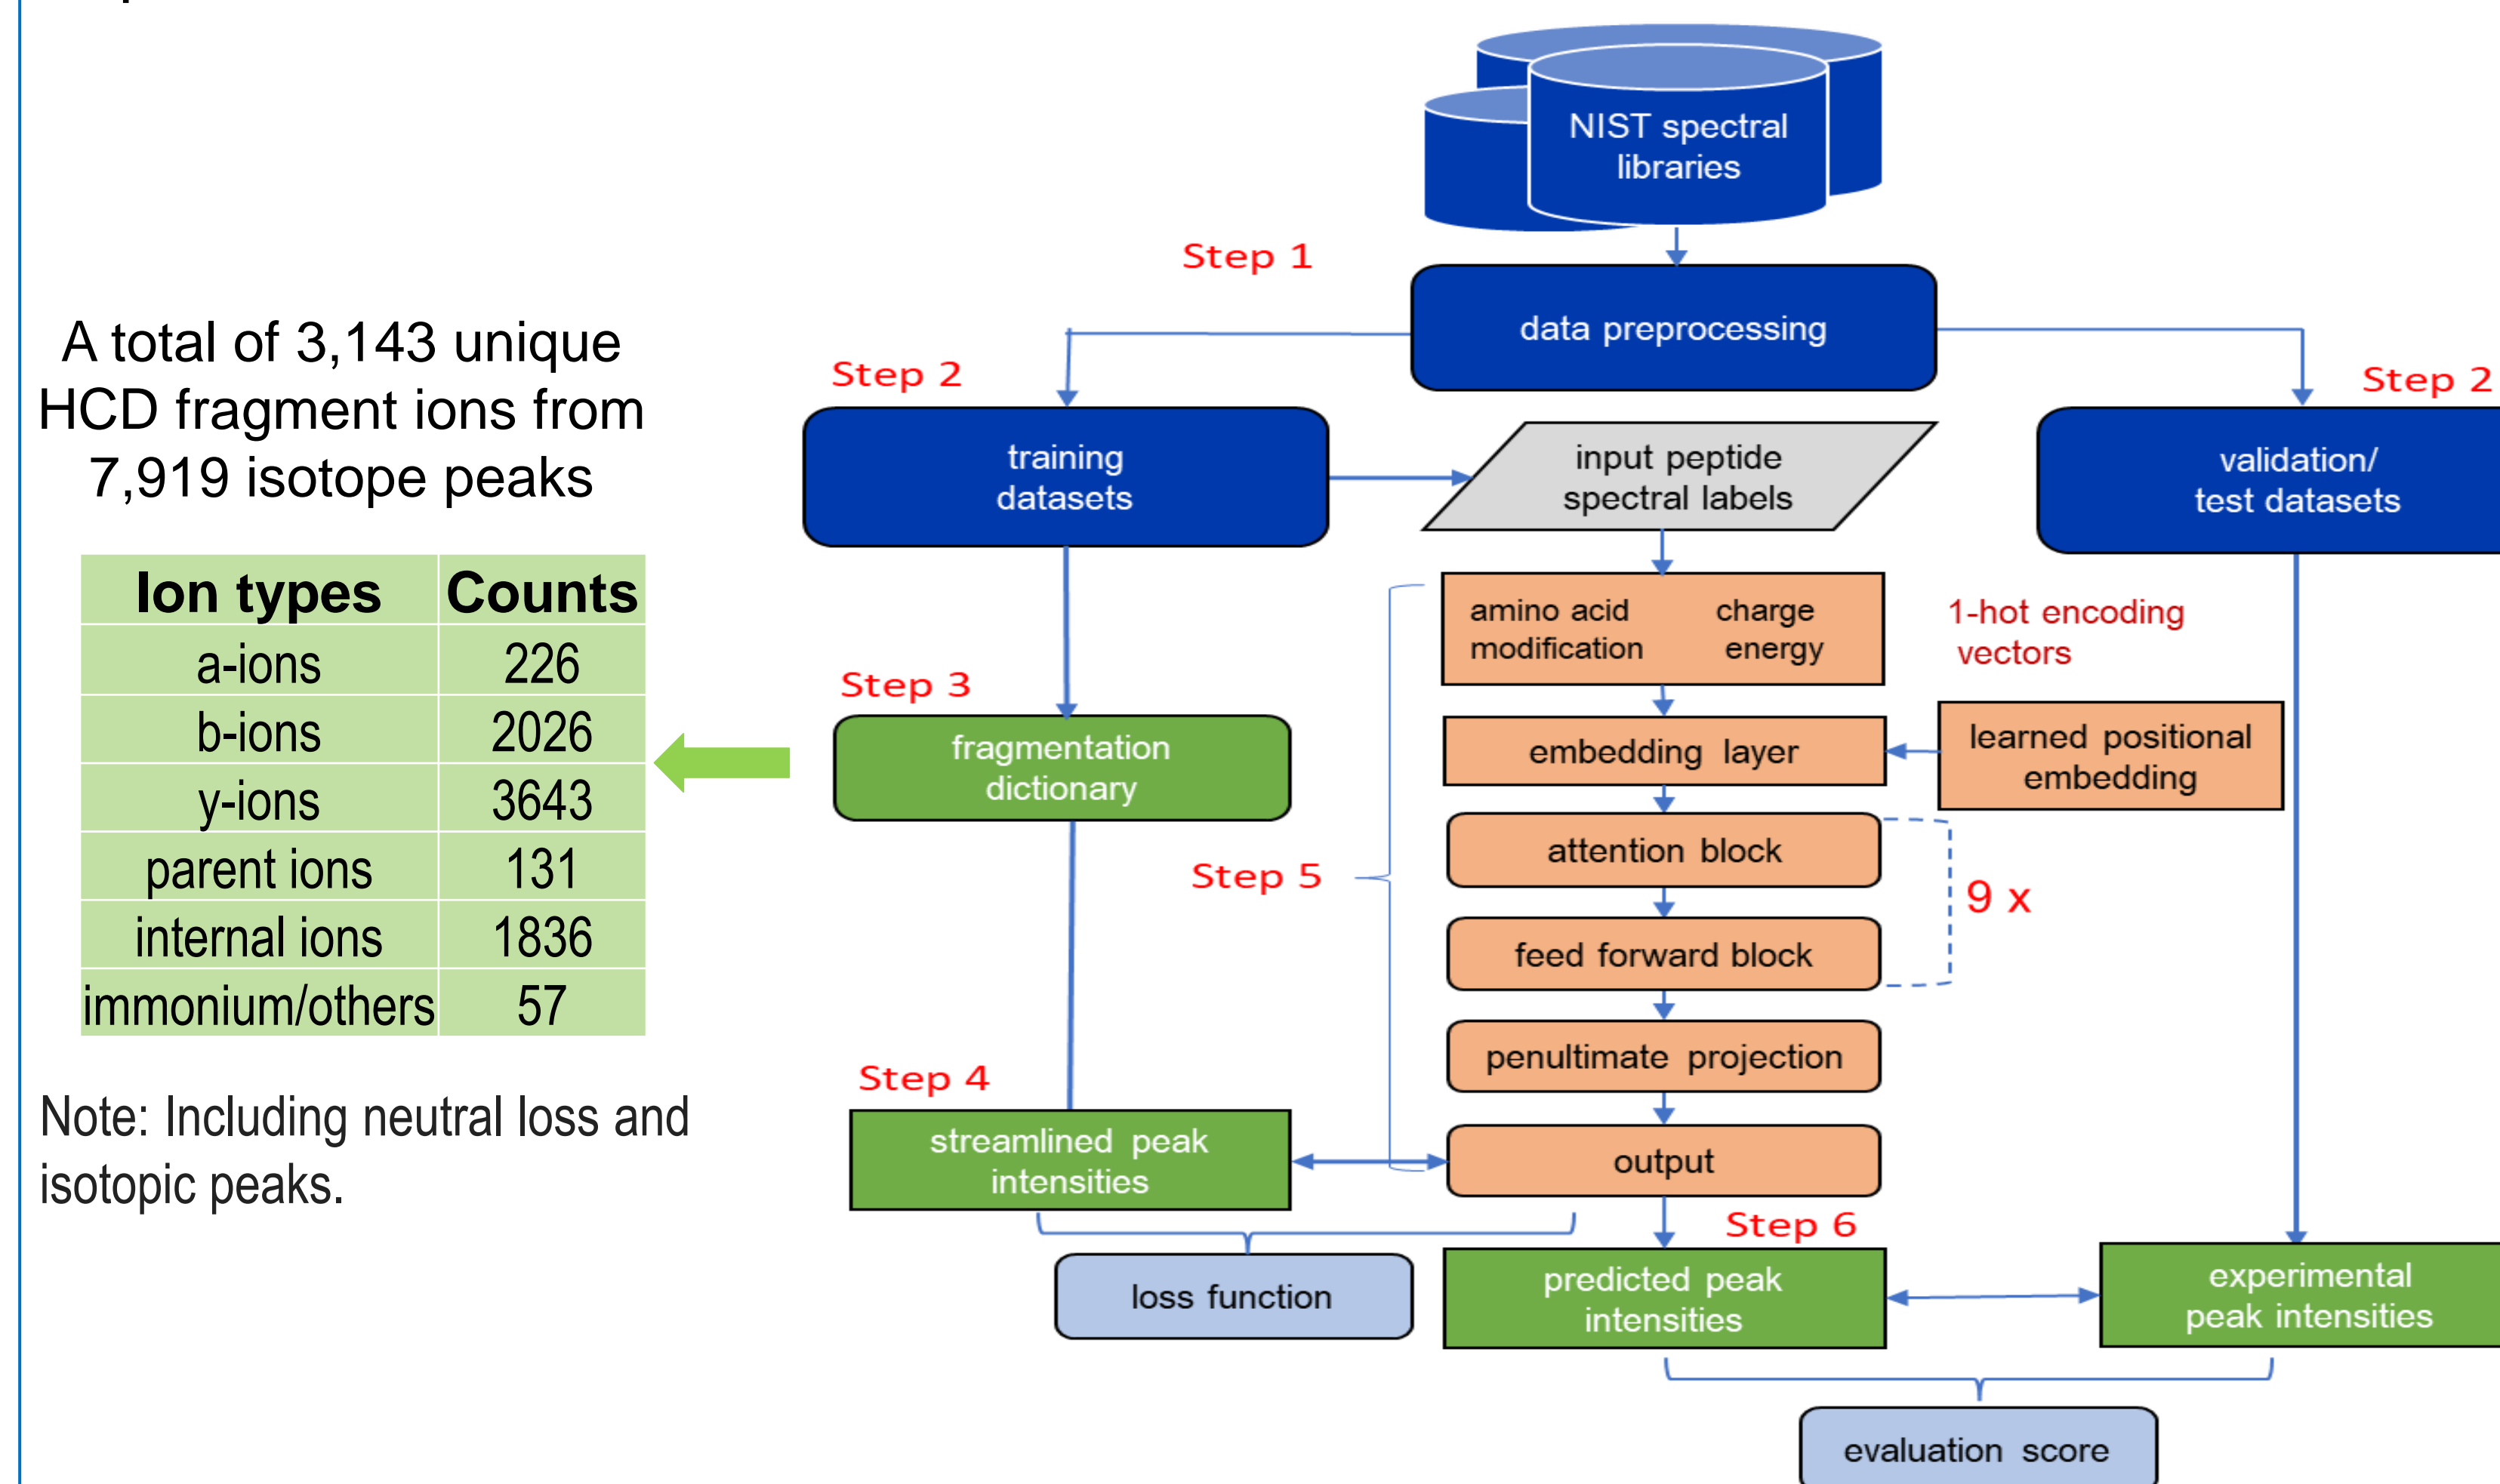 A total of 3,143 unique
HCD fragment ions from
7,919 isotope peaks
Ion types Counts
a-ions 226
b-ions 2026
y-ions 3643
parent ions 131
internal ions 1836
immonium/others 57
Note: Including neutral loss and
isotopic peaks.
NIST spectral
libraries
Step 1
data preprocessing
Step 2
training
datasets
input peptide
spectral labels
Step 2
validation/
test datasets
amino acid charge
modification energy
1-hot encoding
vectors
Step 3
fragmentation
dictionary
embedding layer
learned positional
embedding
attention block
Step 5
9 x
feed forward block
penultimate projection
Step 4
streamlined peak
intensities
output
Step 6
loss function
predicted peak
intensities
experimental
peak intensities
evaluation score